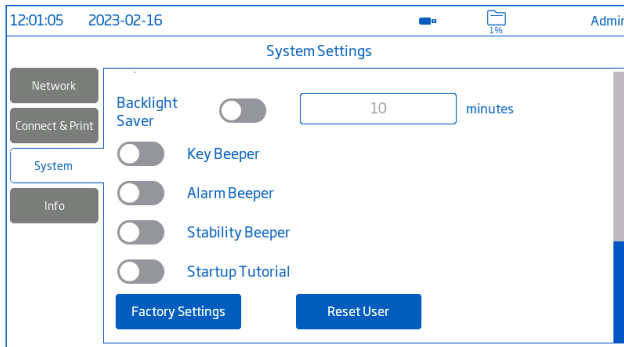 12:01:05 2023-02-16 Admin
1%
System Settings
Network
Connect & Print
System
Info
Backlight
Saver
10 minutes
Key Beeper
Alarm Beeper
Stability Beeper
Startup Tutorial
Factory Settings Reset User